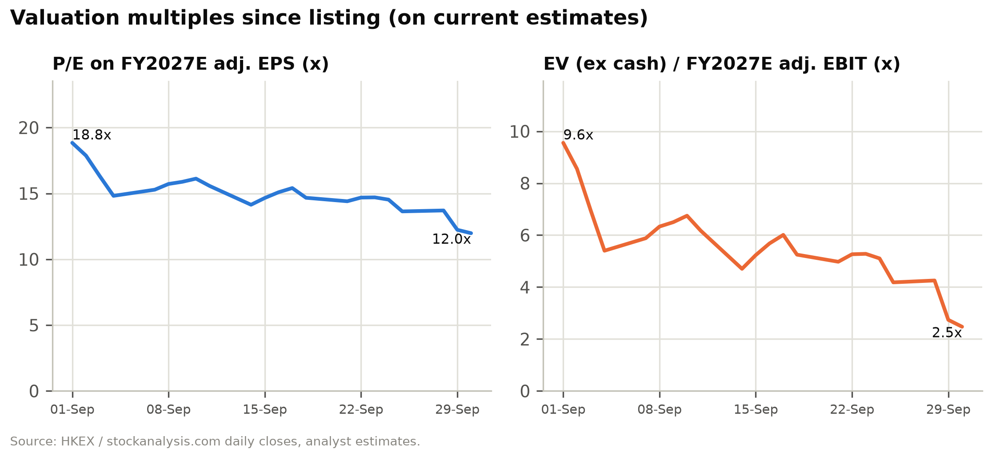 Valuation multiples since listing (on current estimates)
P/E on FY2027E adj. EPS (x)
20
15
10
5
0
18.8x
12.0x
01-Sep
08-Sep
15-Sep
22-Sep
29-Sep
EV (ex cash) / FY2027E adj. EBIT (x)
10
8
6
4
2
0
9.6x
2.5x
01-Sep
08-Sep
15-Sep
22-Sep
29-Sep
Source: HKEX / stockanalysis.com daily closes, analyst estimates.